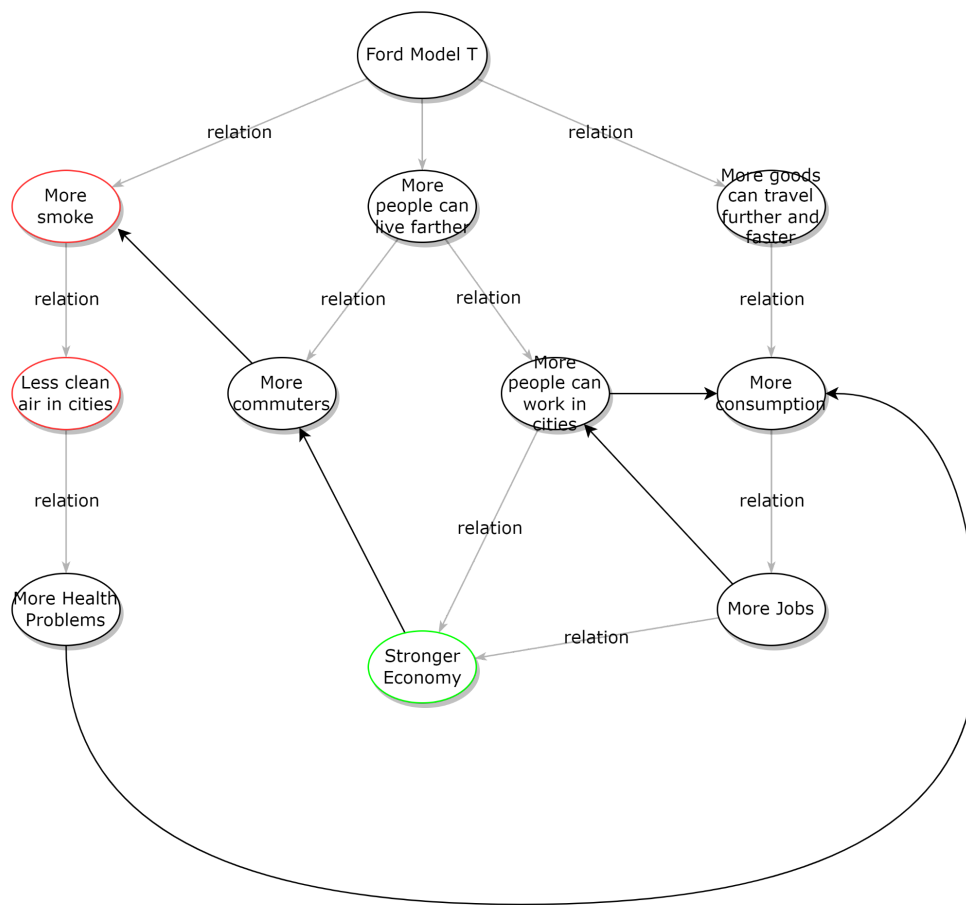 Ford Model T
relation
relation
More
smoke
More
people can
live farther
More goods
can travel
further and
faster
relation
relation
relation
relation
Less clean
air in cities
More
commuters
More
people can
work in
cities
More
consumption
relation
relation
relation
More Health
Problems
More Jobs
relation
Stronger
Economy